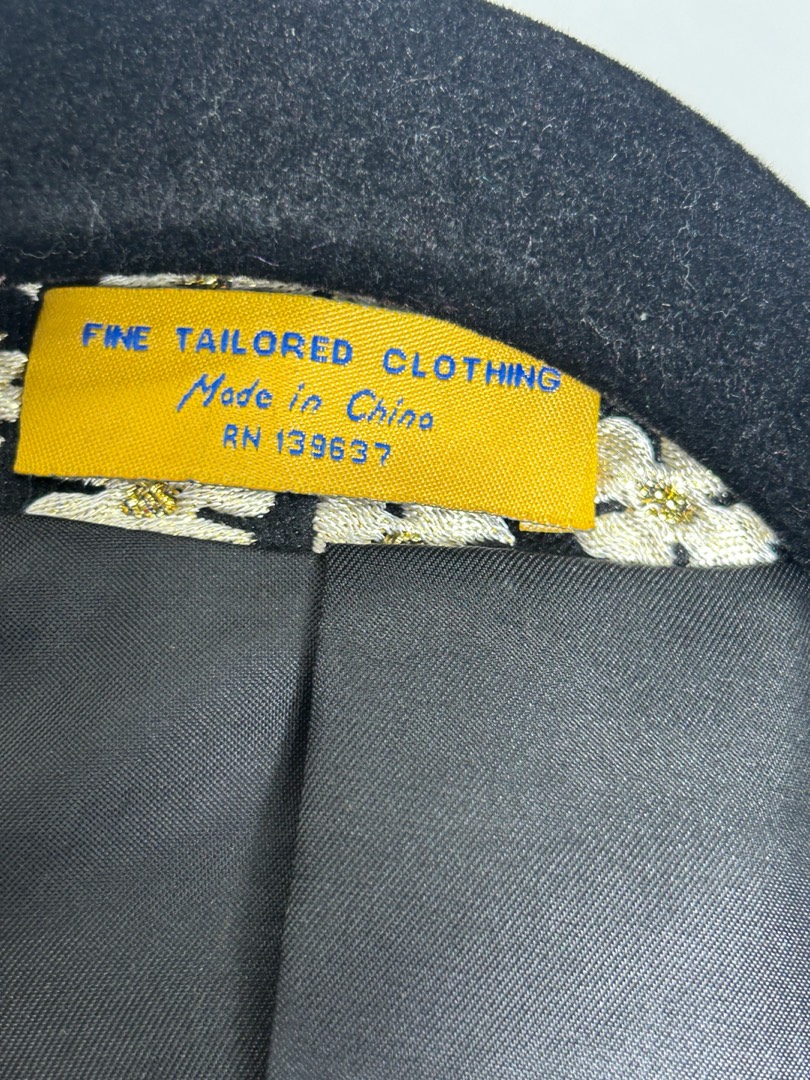 FINE TAILORED CLOTHING
Made in China
RN 139637